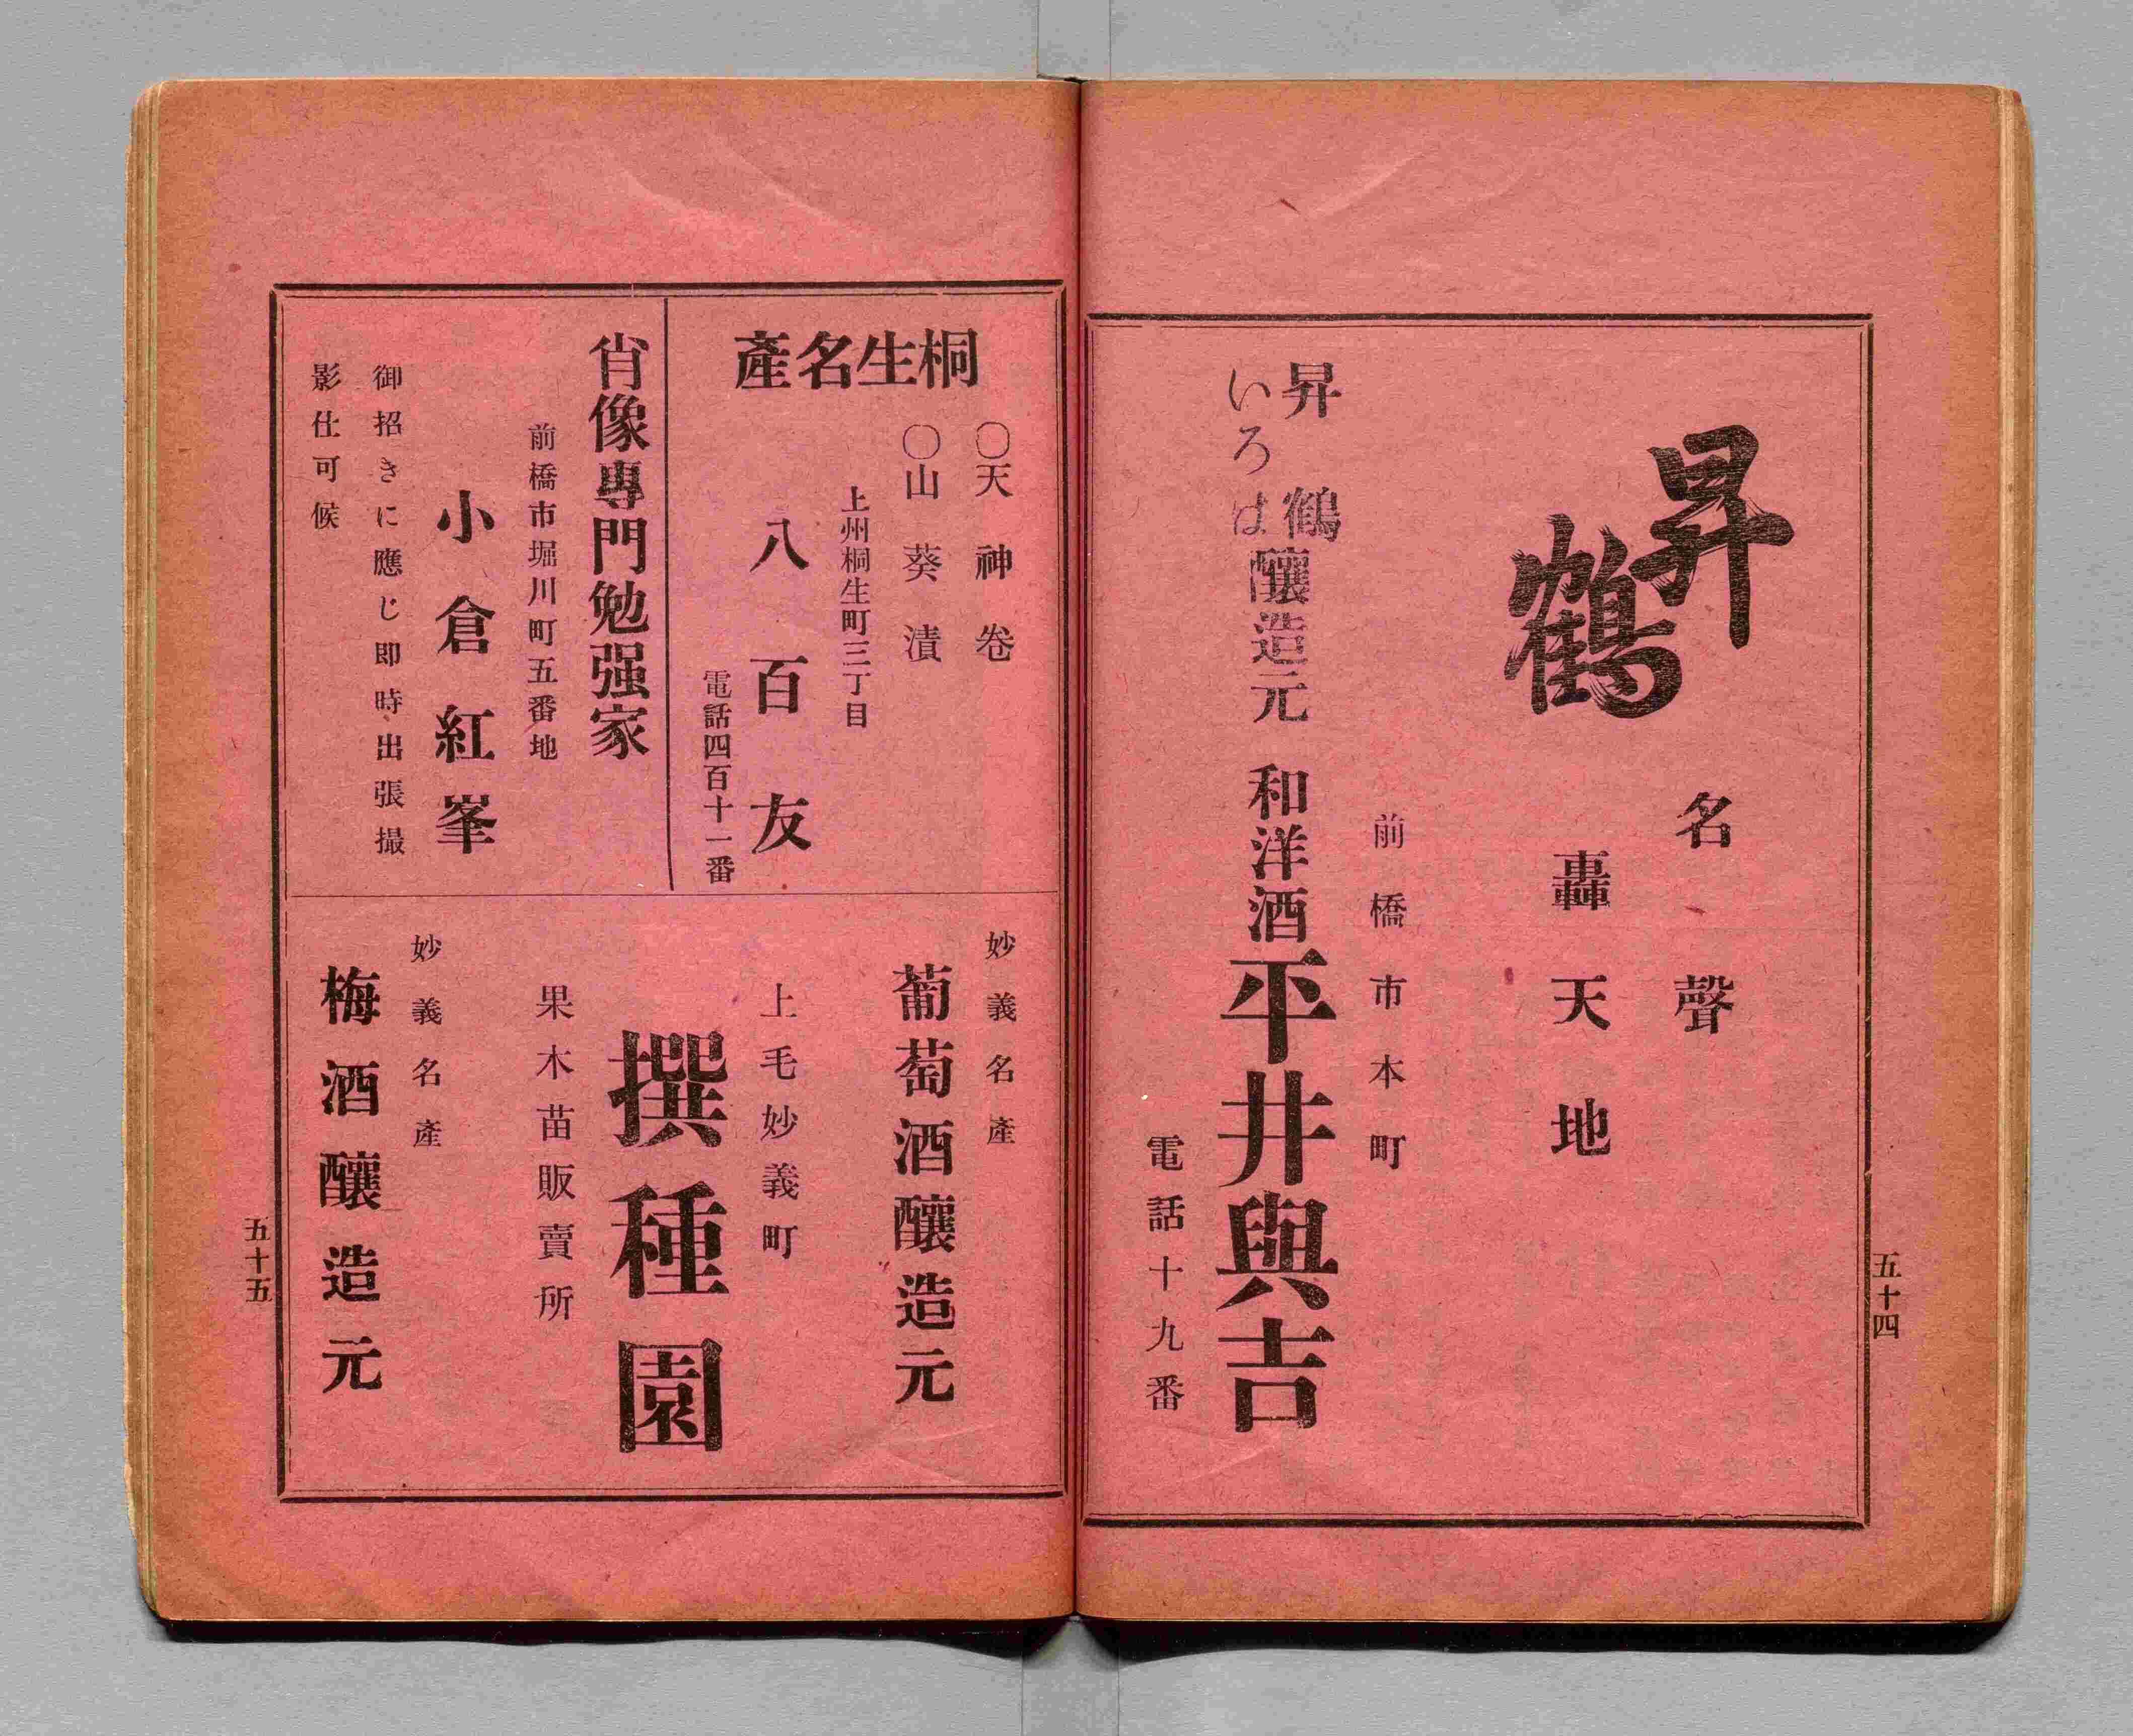 昇鶴
名聲
轟天地
前橋市本町
昇鶴
いろは
釀造元 和洋酒 平井與吉
電話十九番
五十四
桐生名產
〇天神卷
〇山葵漬
上州桐生町三丁目
八百友
電話四百十一番
肖像專門勉强家
前橋市堀川町五番地
小倉紅峯
御招きに應じ即時出張撮
影仕可候
妙義名產
葡萄酒釀造元
上毛妙義町
撰種園
果木苗販賣所
妙義名產
梅酒釀造元
五十五